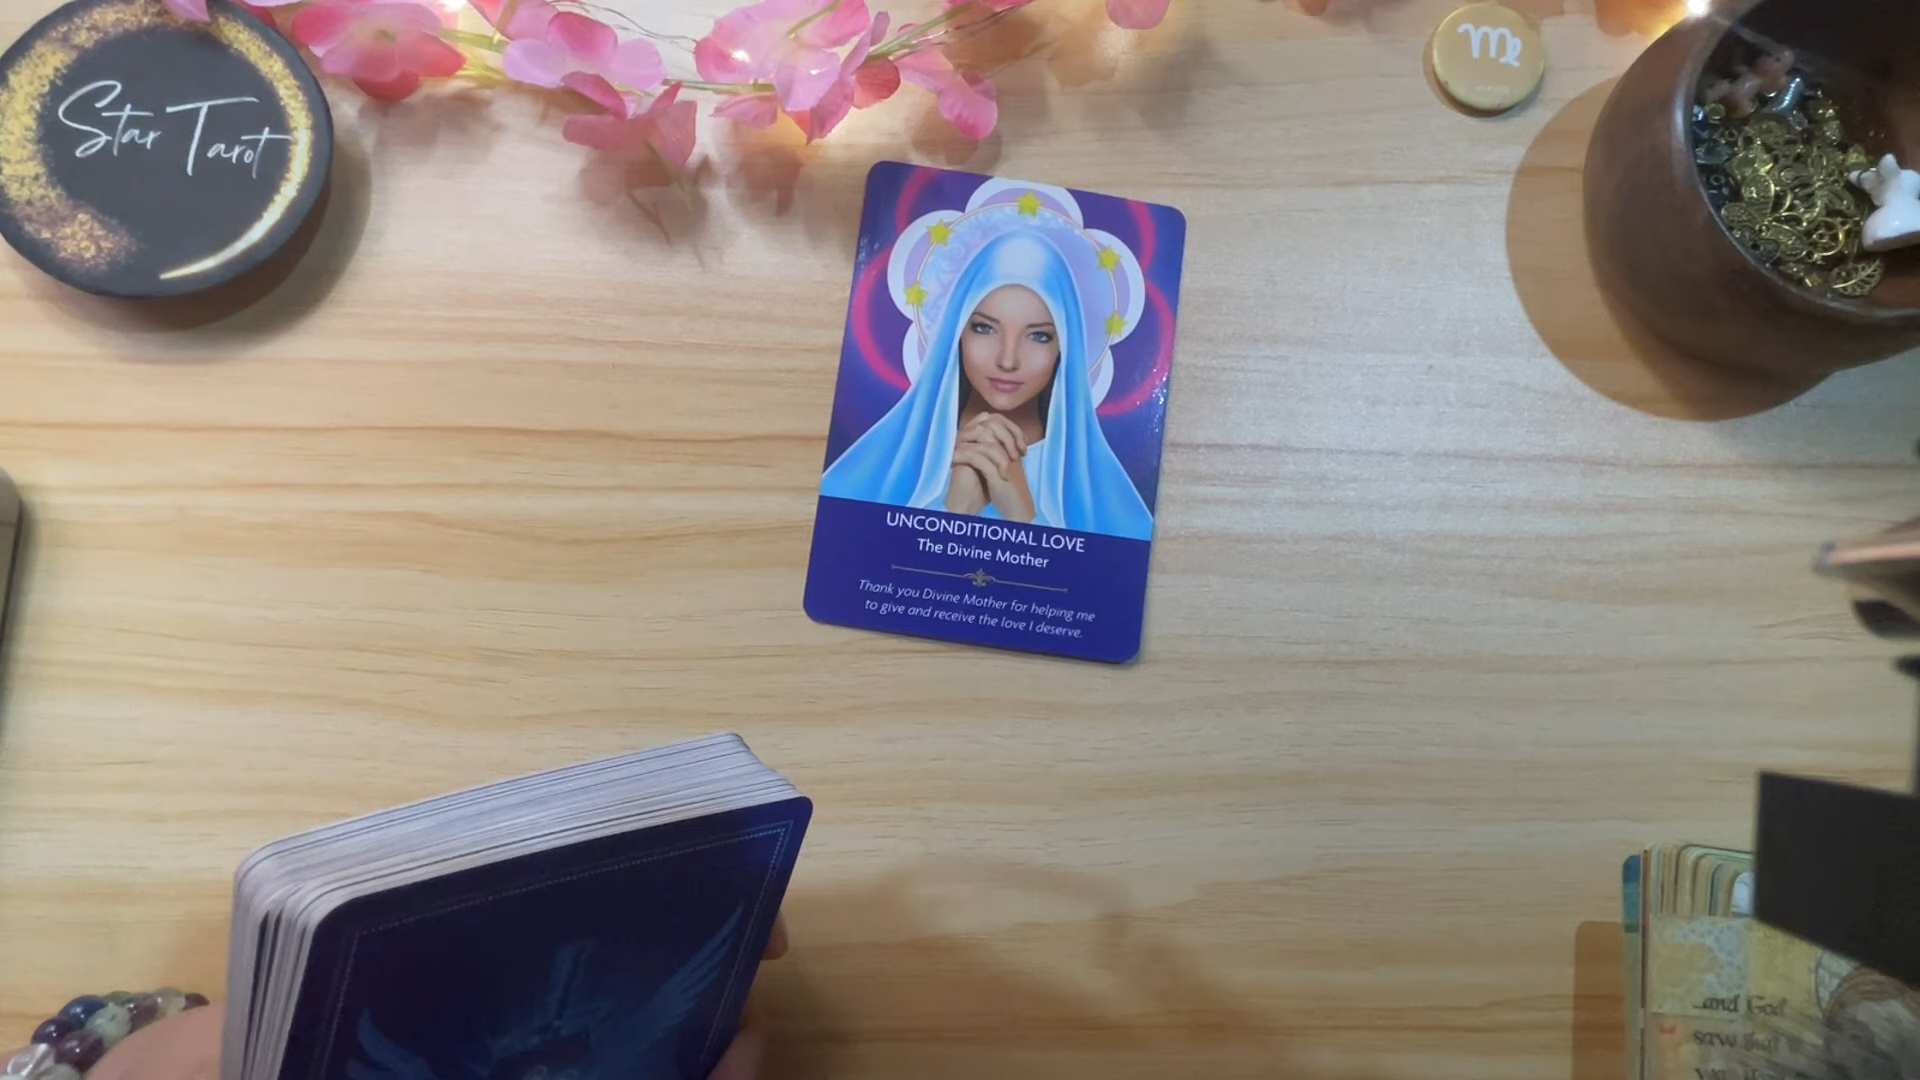 Star Tarot
UNCONDITIONAL LOVE
The Divine Mother
Thank you Divine Mother for helping me
to give and receive the love I deserve.
...and God
saw